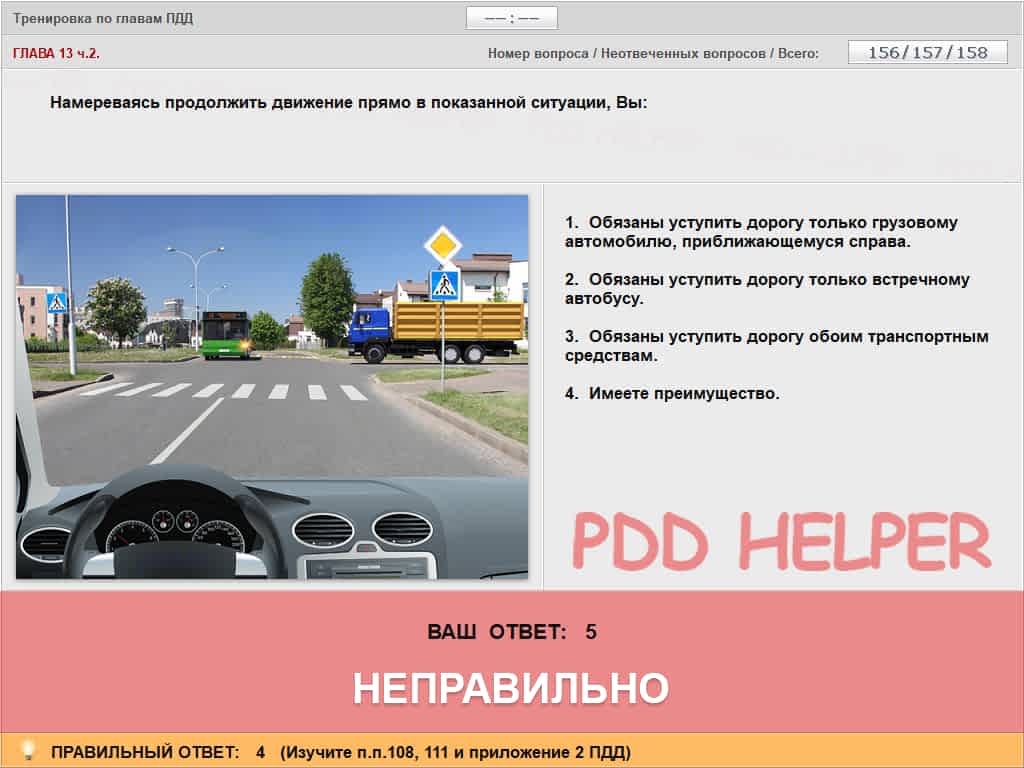 Тренировка по главам ПДД
—— : ——
ГЛАВА 13 ч.2.
Номер вопроса / Неотвеченных вопросов / Всего:
156/157/158
Намереваясь продолжить движение прямо в показанной ситуации, Вы:
1. Обязаны уступить дорогу только грузовому
автомобилю, приближающемуся справа.
2. Обязаны уступить дорогу только встречному
автобусу.
3. Обязаны уступить дорогу обоим транспортным
средствам.
4. Имеете преимущество.
PDD HELPER
ВАШ ОТВЕТ: 5
НЕПРАВИЛЬНО
ПРАВИЛЬНЫЙ ОТВЕТ: 4 (Изучите п.п.108, 111 и приложение 2 ПДД)